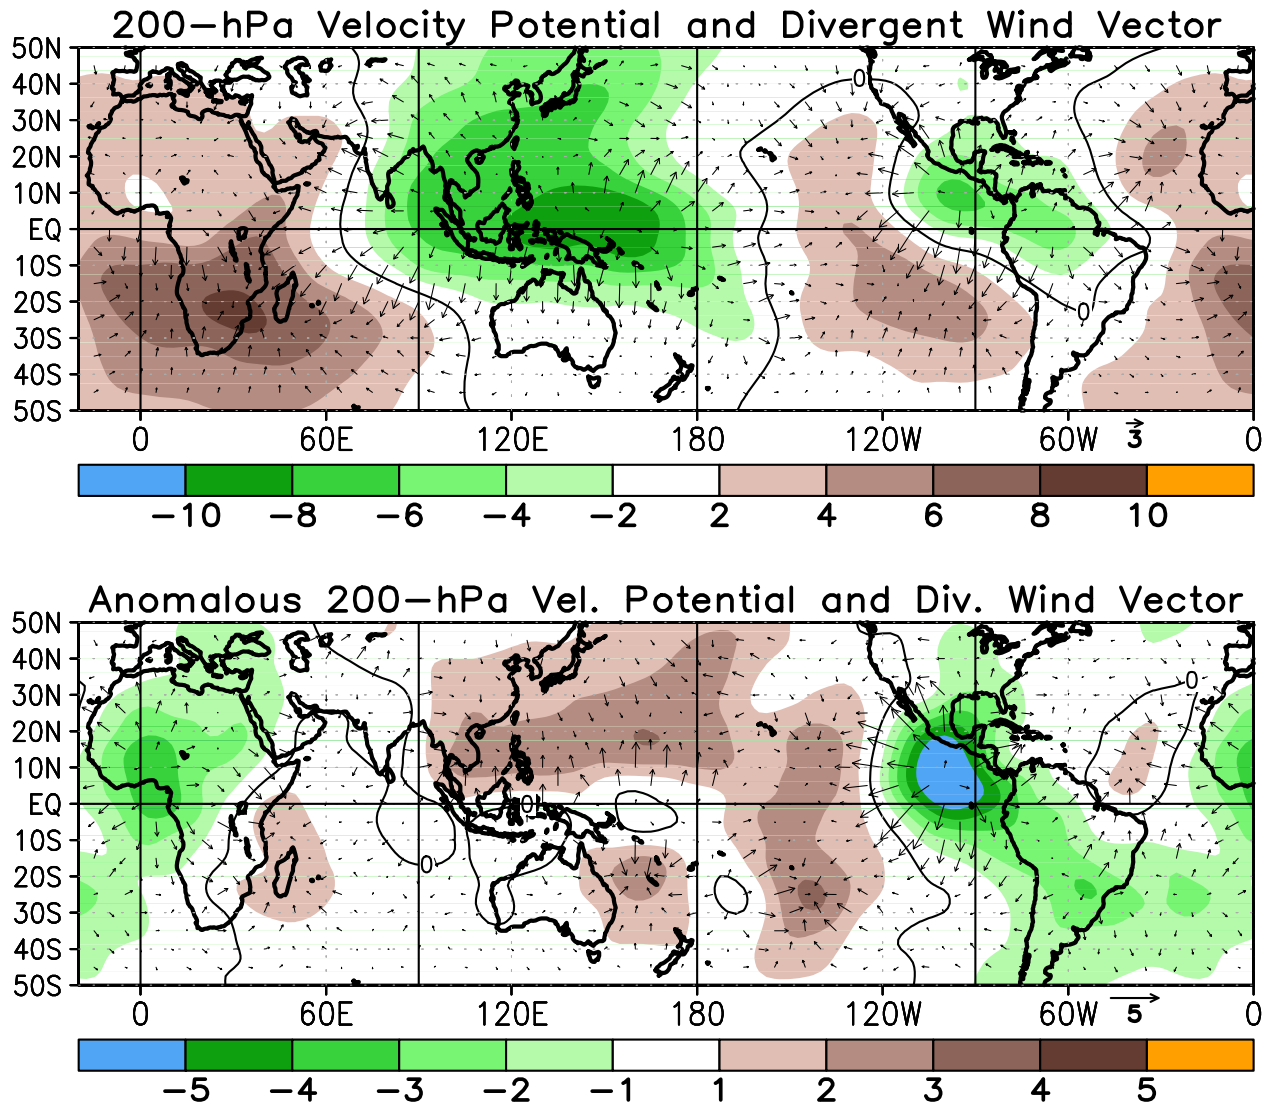 200-hPa Velocity Potential and Divergent Wind Vector
50N
40N
30N
20N
10N
EQ
10S
20S
30S
40S
50S
0
0
0 60E 120E 180 120W 60W 0
3
-10 -8 -6 -4 -2 2 4 6 8 10
Anomalous 200-hPa Vel. Potential and Div. Wind Vector
50N
40N
30N
20N
10N
EQ
10S
20S
30S
40S
50S
0
0
0
0 60E 120E 180 120W 60W 0
5
-5 -4 -3 -2 -1 1 2 3 4 5